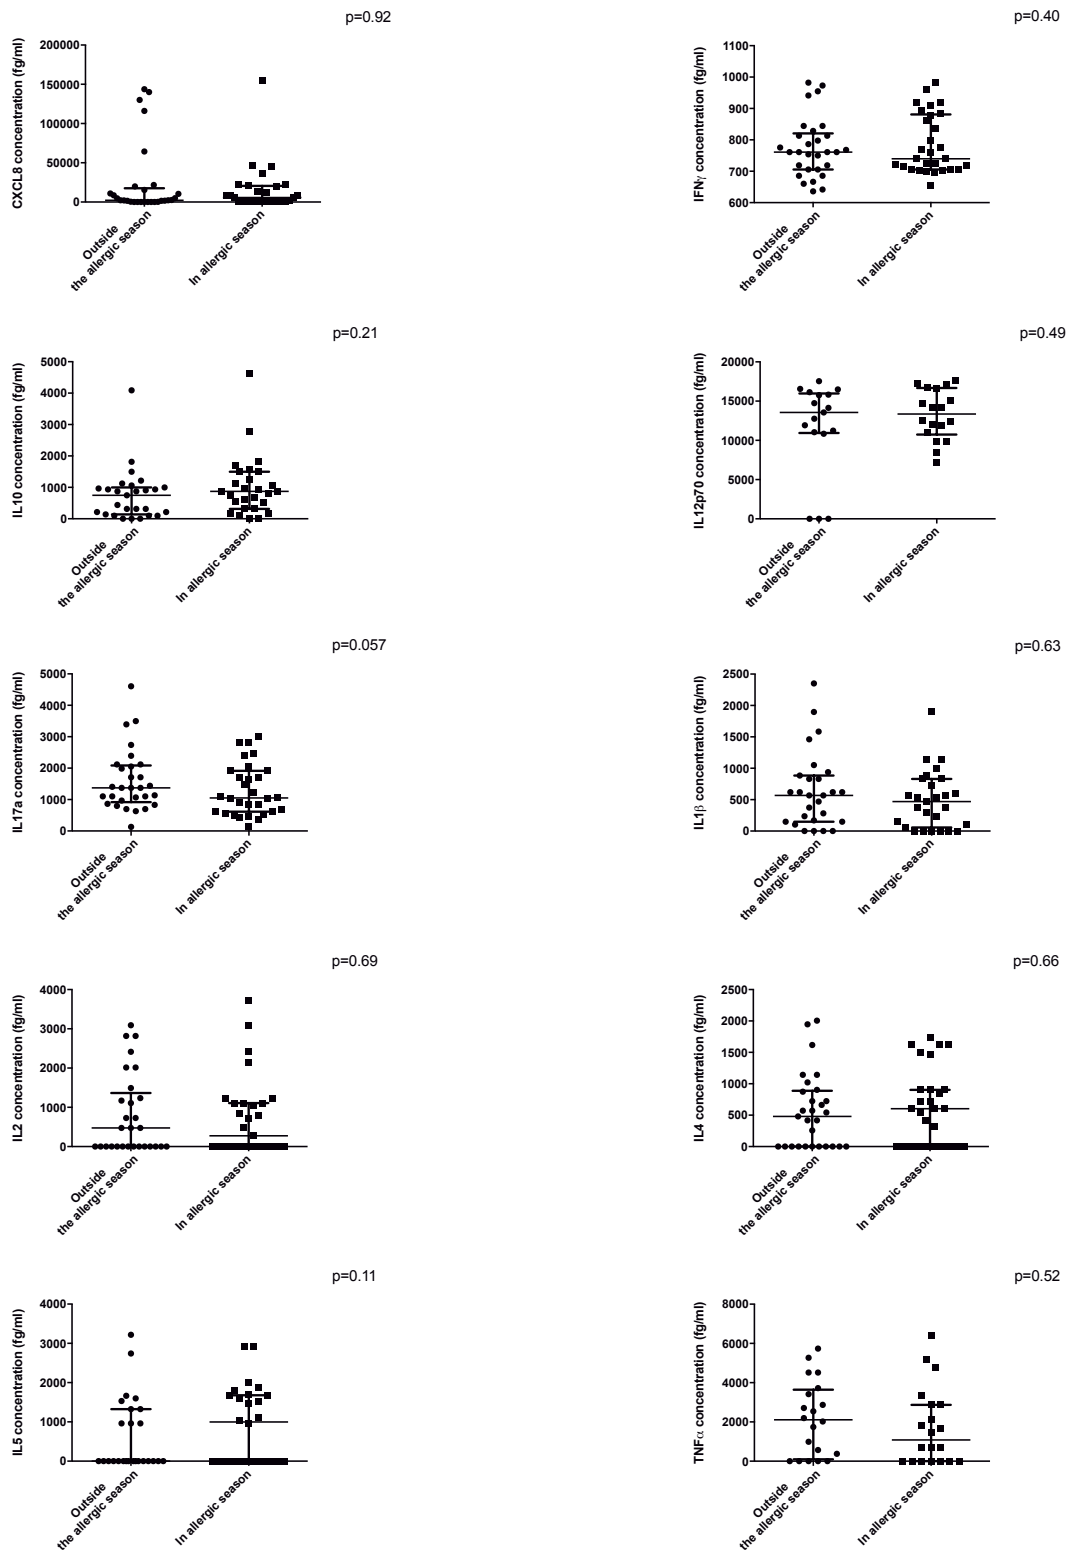 p=0.92
CXCL8 concentration (fg/ml)
200000
150000
100000
50000
0
Outside
the allergic season
In allergic season
p=0.40
IFNγ concentration (fg/ml)
1100
1000
900
800
700
600
Outside
the allergic season
In allergic season
p=0.21
IL10 concentration (fg/ml)
5000
4000
3000
2000
1000
0
Outside
the allergic season
In allergic season
p=0.49
IL12p70 concentration (fg/ml)
20000
15000
10000
5000
0
Outside
the allergic season
In allergic season
p=0.057
IL17a concentration (fg/ml)
5000
4000
3000
2000
1000
0
Outside
the allergic season
In allergic season
p=0.63
IL1β concentration (fg/ml)
2500
2000
1500
1000
500
0
Outside
the allergic season
In allergic season
p=0.69
IL2 concentration (fg/ml)
4000
3000
2000
1000
0
Outside
the allergic season
In allergic season
p=0.66
IL4 concentration (fg/ml)
2500
2000
1500
1000
500
0
Outside
the allergic season
In allergic season
p=0.11
IL5 concentration (fg/ml)
4000
3000
2000
1000
0
Outside
the allergic season
In allergic season
p=0.52
TNFα concentration (fg/ml)
8000
6000
4000
2000
0
Outside
the allergic season
In allergic season